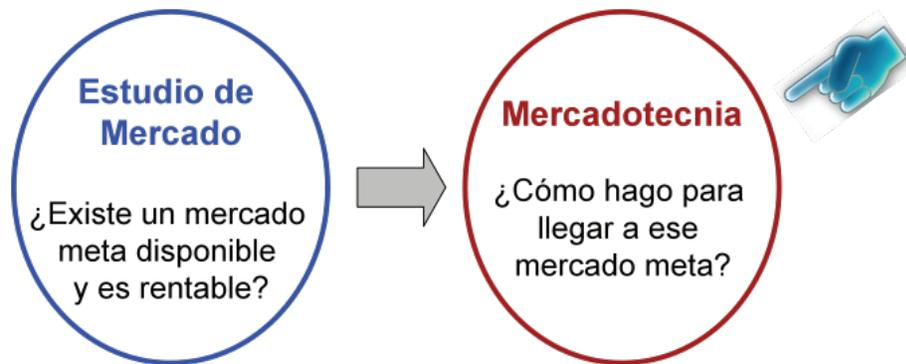 Estudio de
Mercado
¿Existe un mercado
meta disponible
y es rentable?
Mercadotecnia
¿Cómo hago para
llegar a ese
mercado meta?